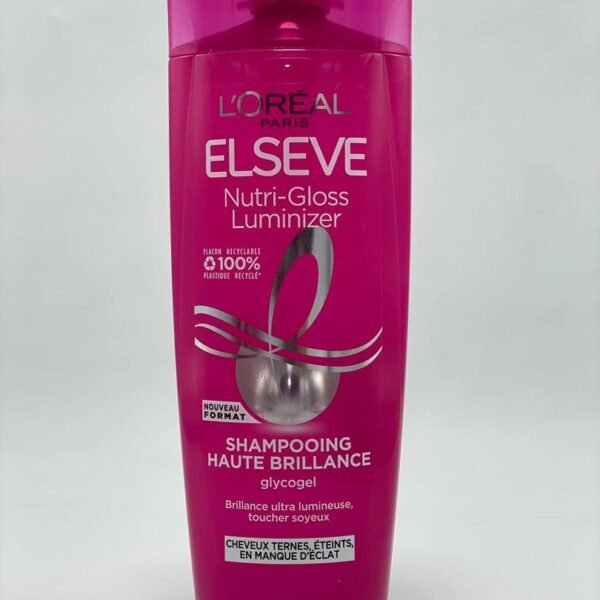 L'ORÉAL
PARIS
ELSEVE
Nutri-Gloss
Luminizer
FLACON RECYCLABLE
100%
PLASTIQUE RECYCLÉ*
NOUVEAU
FORMAT
SHAMPOOING
HAUTE BRILLANCE
glycogel
Brillance ultra lumineuse,
toucher soyeux
CHEVEUX TERNES, ÉTEINTS,
EN MANQUE D'ÉCLAT